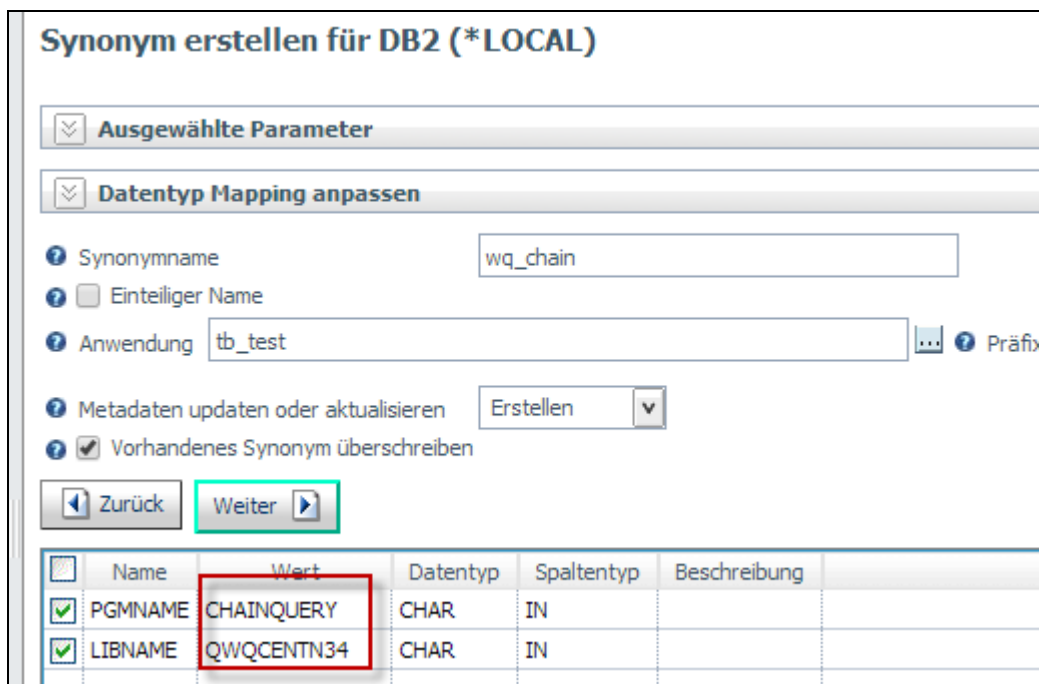 Synonym erstellen für DB2 (*LOCAL)
Ausgewählte Parameter
Datentyp Mapping anpassen
Synonymname wq_chain
Einteiliger Name
Anwendung tb_test ... Präfix
Metadaten updaten oder aktualisieren Erstellen
Vorhandenes Synonym überschreiben
Zurück Weiter
Name Wert Datentyp Spaltentyp Beschreibung
PGMNAME CHAINQUERY CHAR IN
LIBNAME QWQCENTN34 CHAR IN